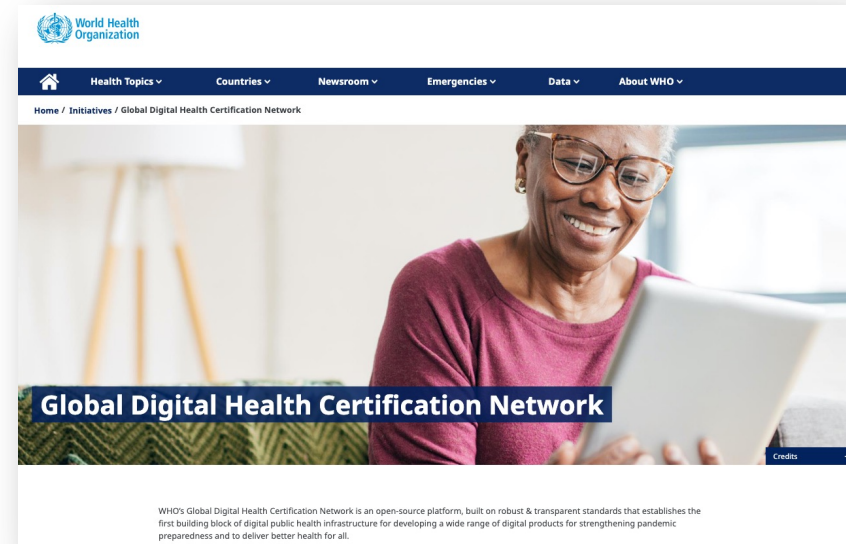 World Health
Organization
Health Topics Countries Newsroom Emergencies Data About WHO
Home / Initiatives / Global Digital Health Certification Network
Global Digital Health Certification Network
Credits
WHO's Global Digital Health Certification Network is an open-source platform, built on robust & transparent standards that establishes the
first building block of digital public health infrastructure for developing a wide range of digital products for strengthening pandemic
preparedness and to deliver better health for all.